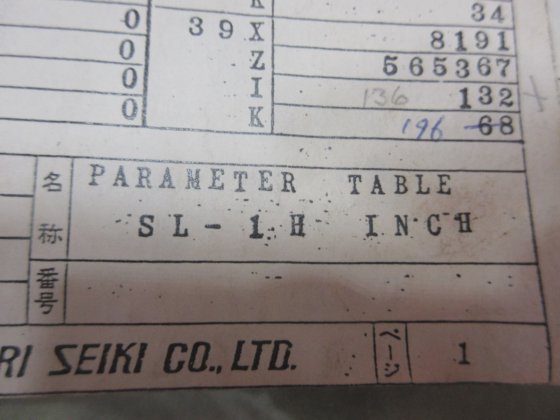 K 34
0 39 X 8191
0 Z 565367
0 I 136 132
0 K 196 68
名称 PARAMETER TABLE
SL-1H INCH
番号
RI SEIKI CO., LTD. ページ 1